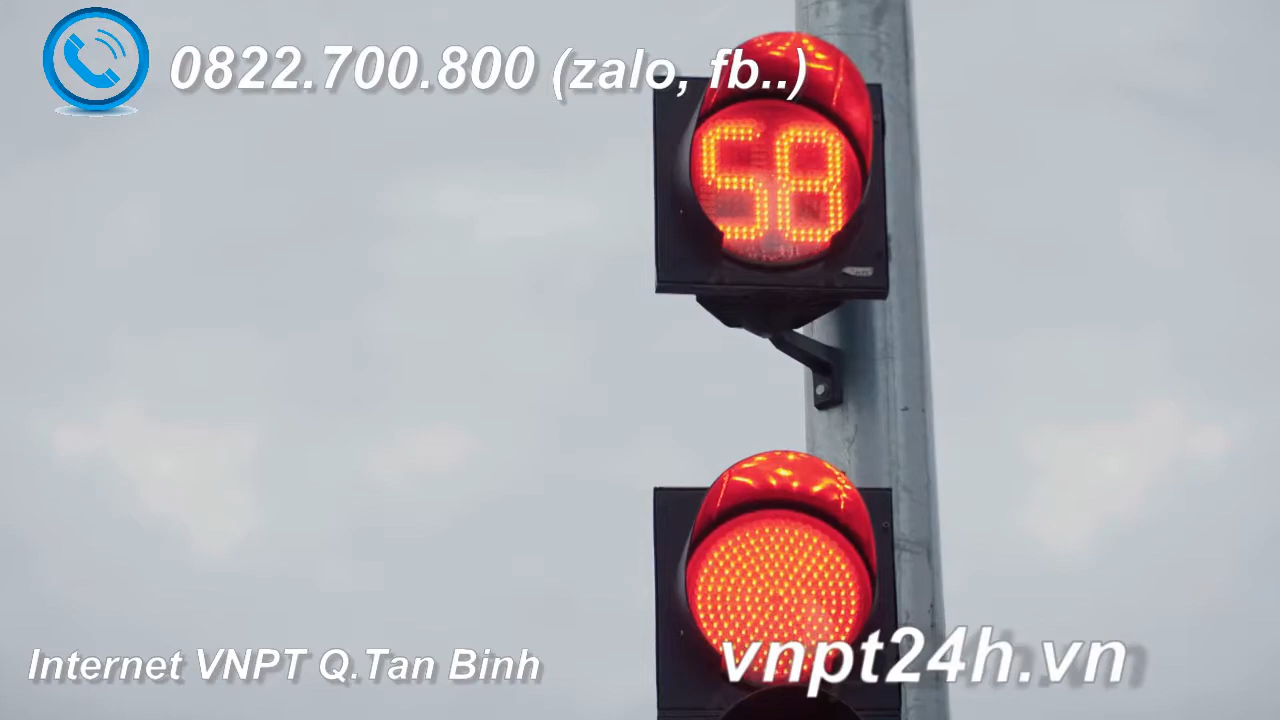 0822.700.800 (zalo, fb..)
58
Internet VNPT Q.Tan Binh
vnpt24h.vn